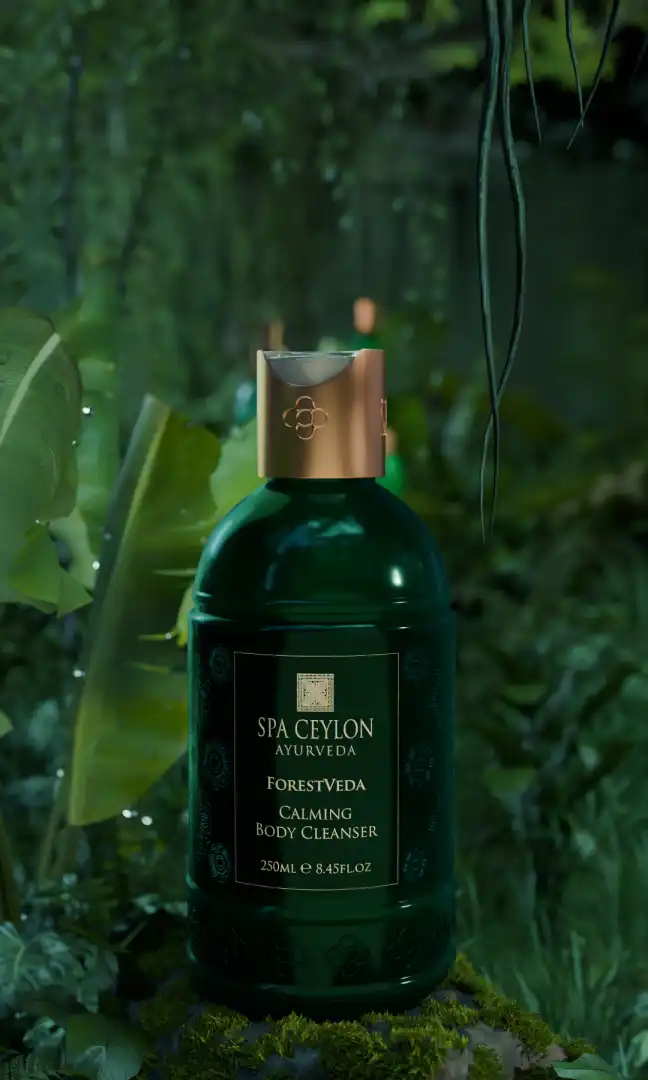 SPA CEYLON
AYURVEDA
FORESTVEDA
CALMING
BODY CLEANSER
250ML ℮ 8.45FL.OZ